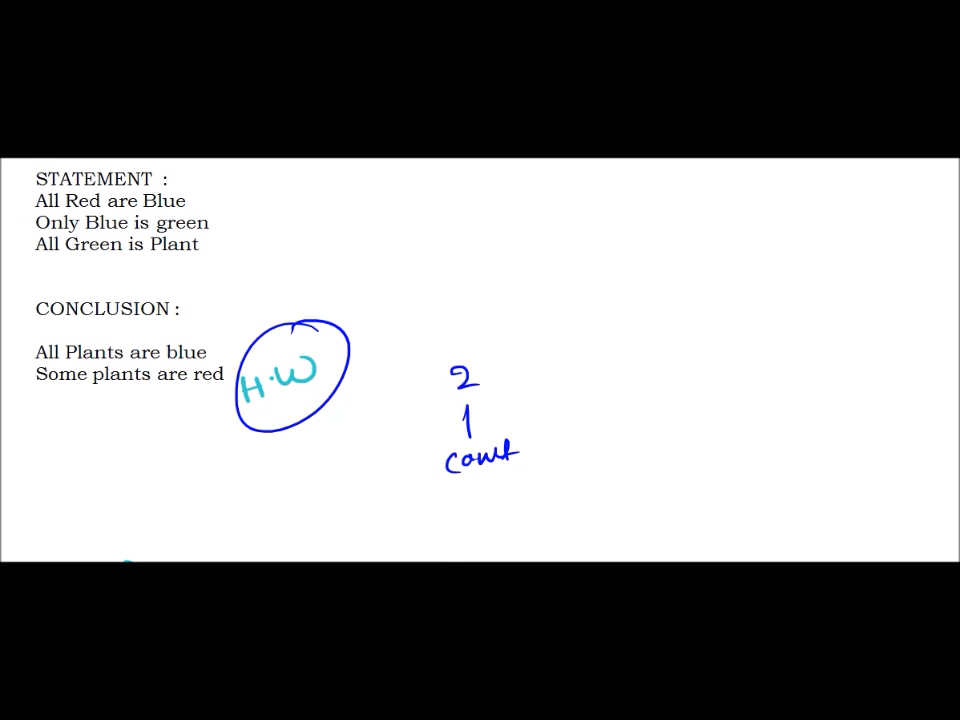 STATEMENT :
All Red are Blue
Only Blue is green
All Green is Plant
CONCLUSION :
All Plants are blue
Some plants are red
H.W
2
1